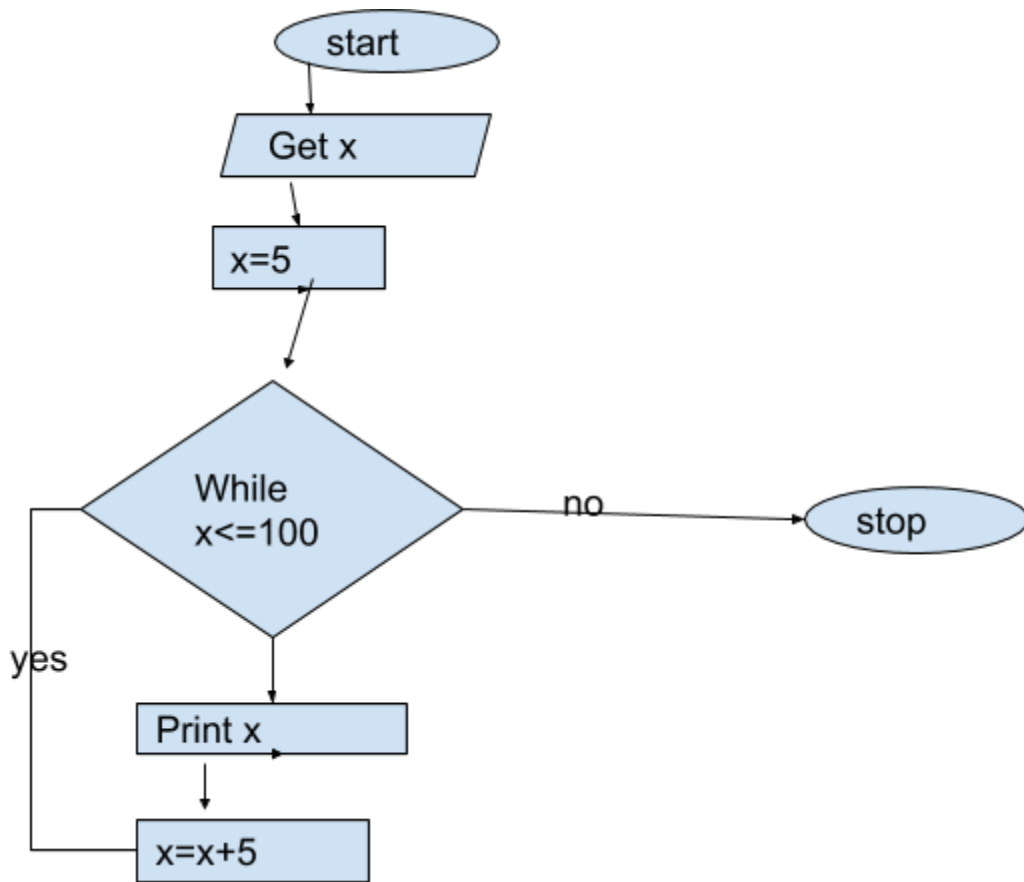 start
Get x
x=5
While
x<=100
no
stop
yes
Print x
x=x+5